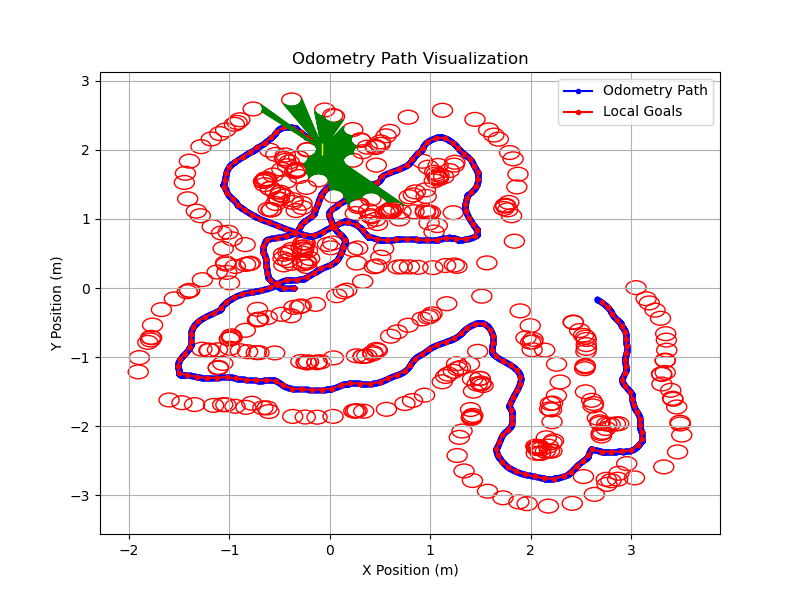 Odometry Path Visualization
Odometry Path
Local Goals
3
2
1
0
−1
−2
−3
Y Position (m)
−2
−1
0
1
2
3
X Position (m)